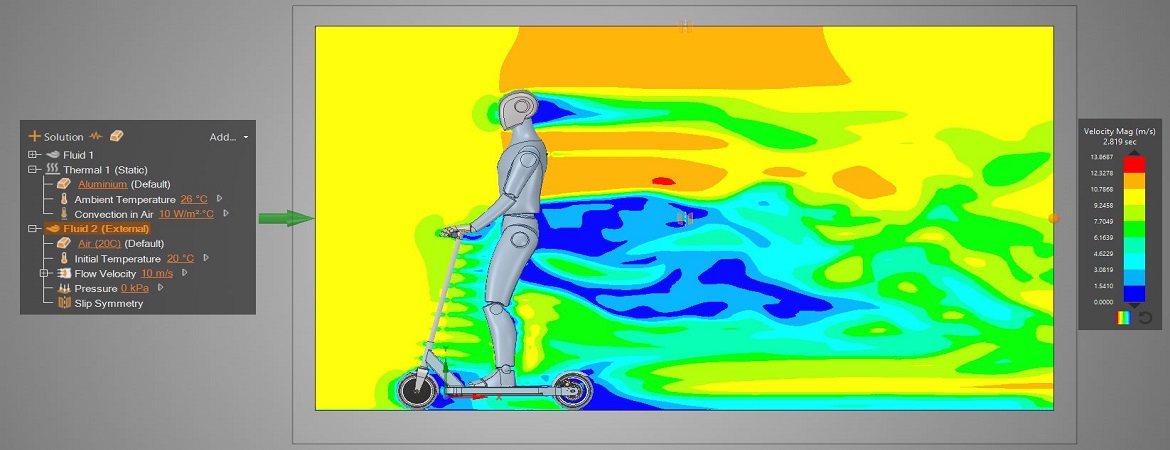 Solution Add...
Fluid 1
Thermal 1 (Static)
Aluminium (Default)
Ambient Temperature 26 °C
Convection in Air 10 W/m²·°C
Fluid 2 (External)
Air (20C) (Default)
Initial Temperature 20 °C
Flow Velocity 10 m/s
Pressure 0 kPa
Slip Symmetry
Y
X
Velocity Mag (m/s)
2.819 sec
13.8687
12.3278
10.7868
9.2458
7.7049
6.1639
4.6229
3.0819
1.5410
0.0000